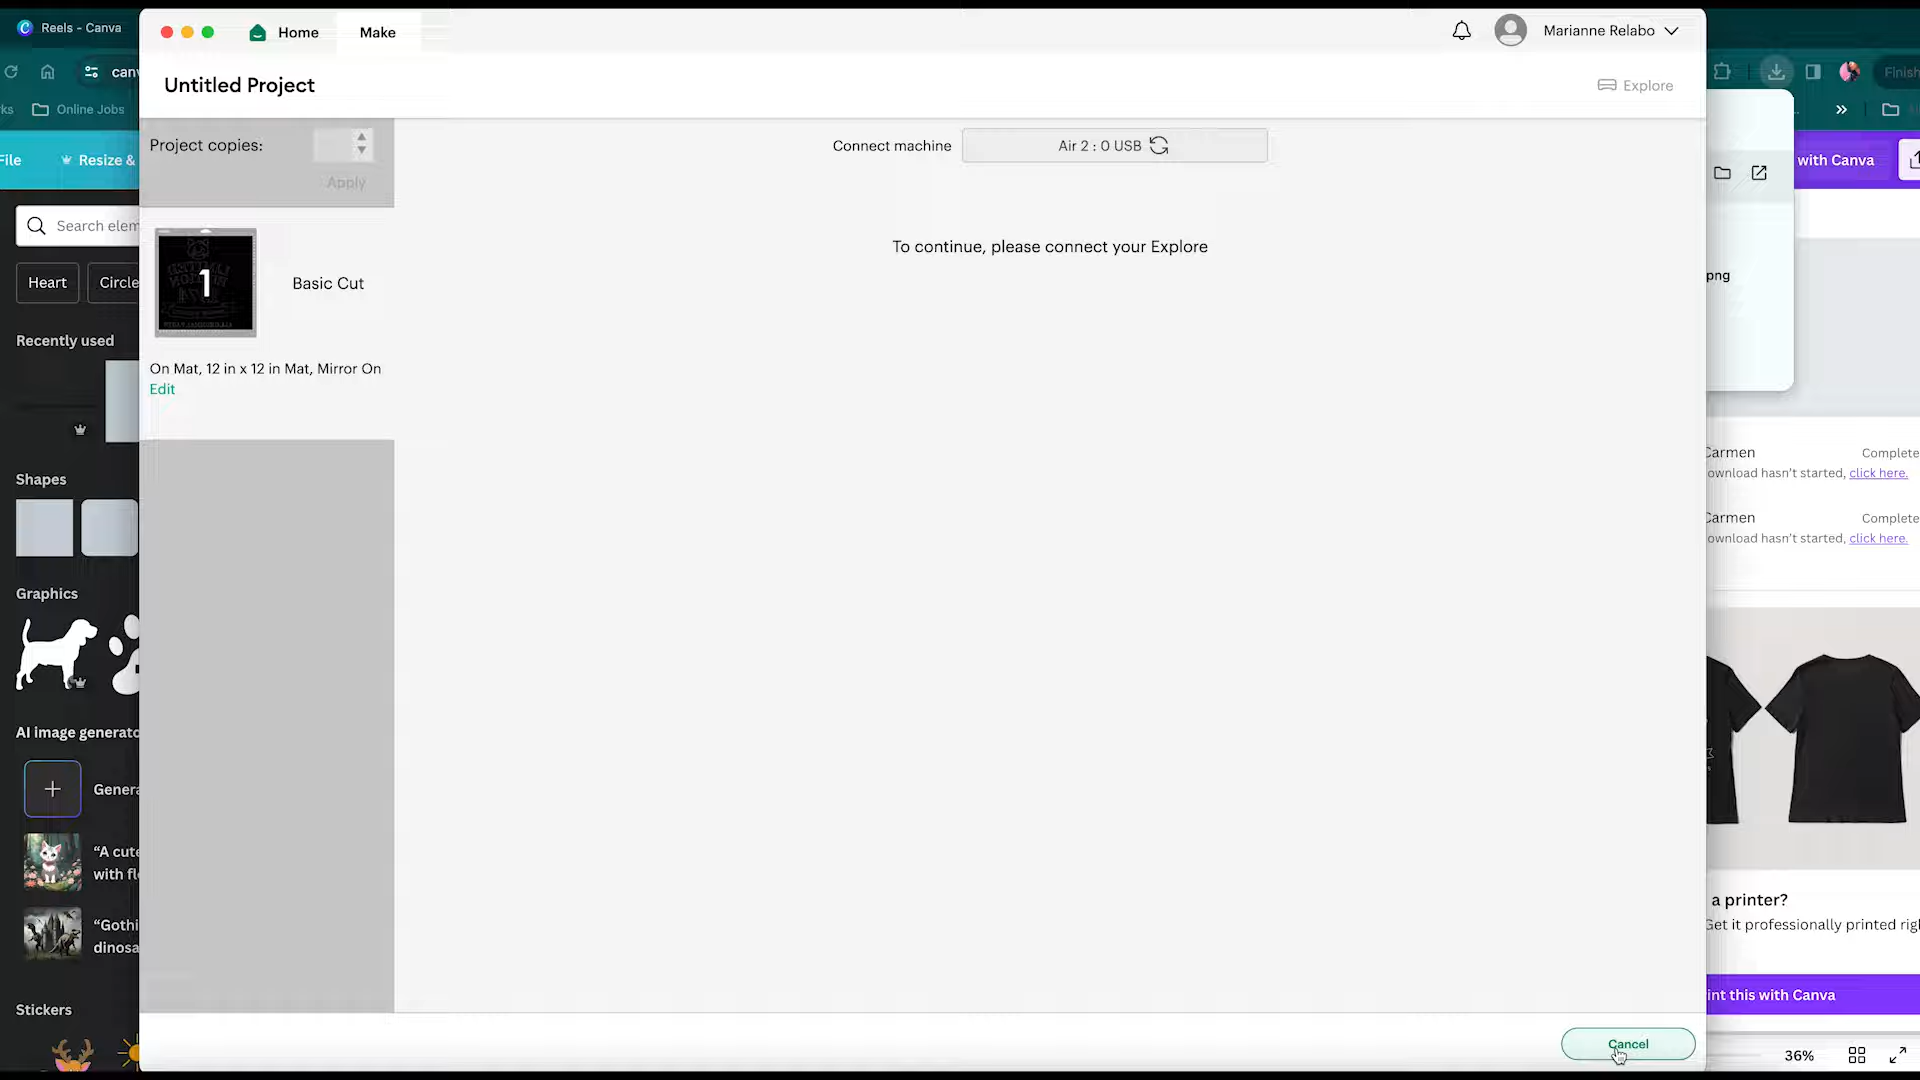 Reels - Canva
Home
Make
Marianne Relabo
canv
Finish
Untitled Project
Explore
ks
Online Jobs
Project copies:
Apply
Connect machine
Air 2 : 0 USB
File
Resize &
with Canva
Search elem
To continue, please connect your Explore
Heart
Circle
1
Basic Cut
png
Recently used
On Mat, 12 in x 12 in Mat, Mirror On
Edit
Carmen
Complete
ownload hasn't started, click here.
Shapes
Carmen
Complete
ownload hasn't started, click here.
Graphics
AI image generato
Genera
"A cute
with fl
"Gothi
dinosa
a printer?
Get it professionally printed righ
int this with Canva
Stickers
Cancel
36%